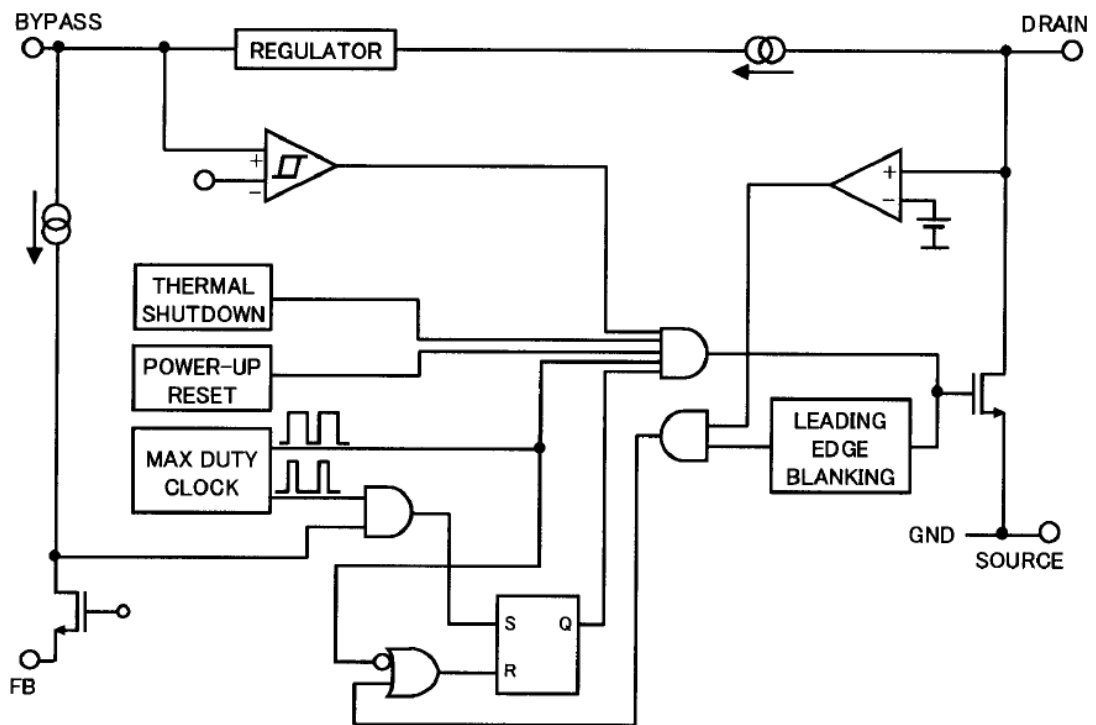 BYPASS
DRAIN
REGULATOR
+
−
+
−
THERMAL
SHUTDOWN
POWER-UP
RESET
MAX DUTY
CLOCK
LEADING
EDGE
BLANKING
GND
SOURCE
S Q
R
FB